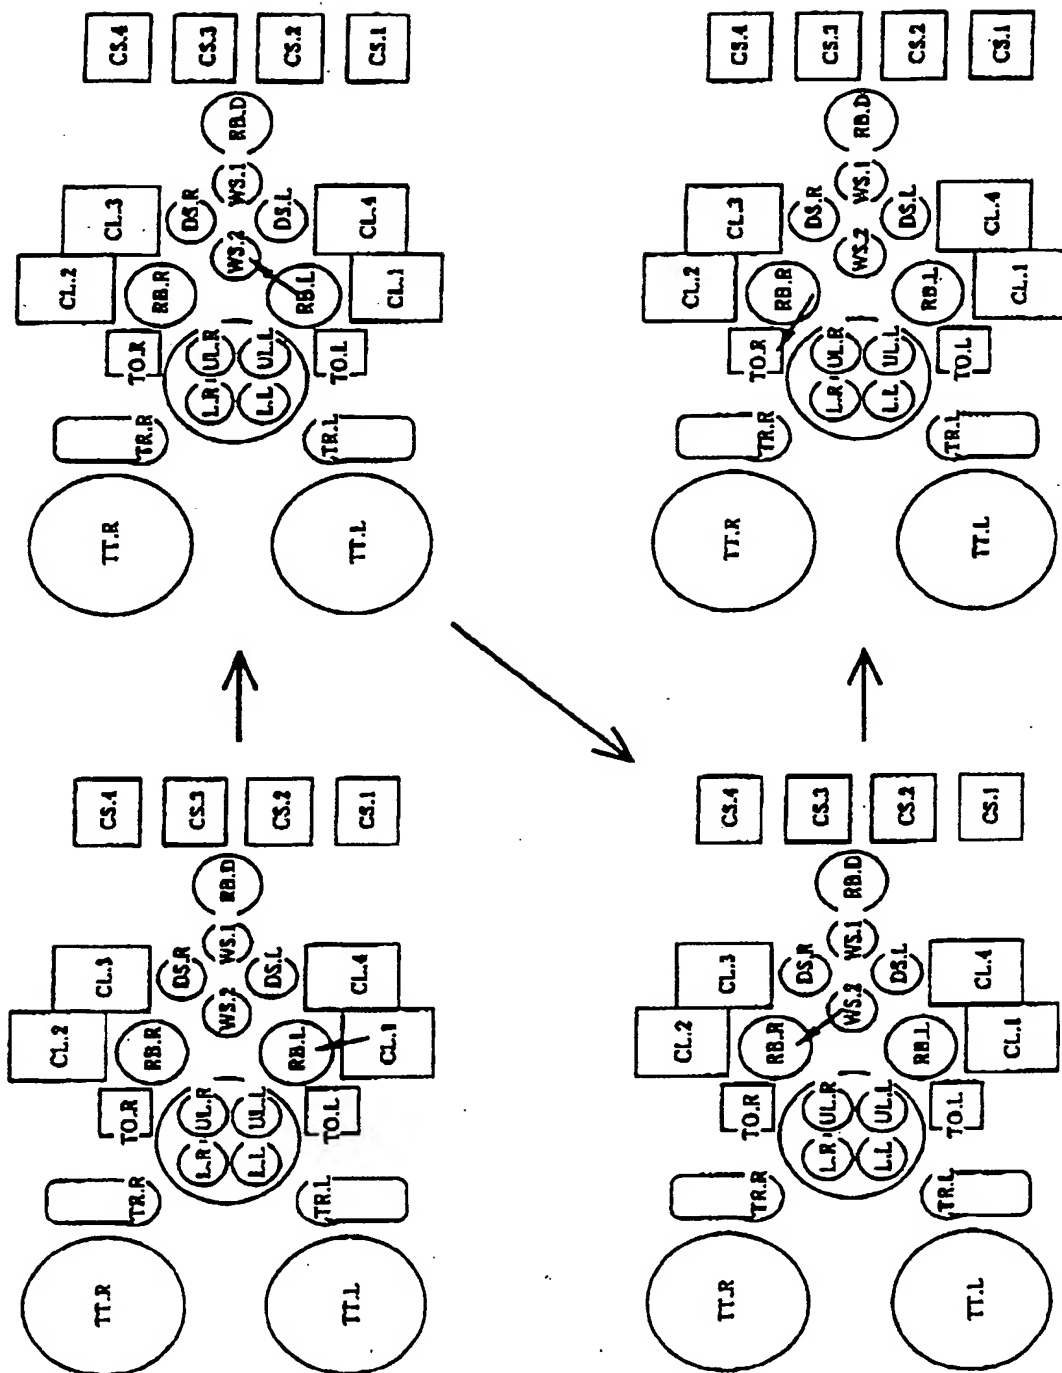 TT.L TT.R
TR.L TR.R
L.L L.R
TO.L UL.L UL.R TO.R
CL.1 RB.L RB.R CL.2
WS.2
CL.4 DS.L DS.R CL.3
WS.1
RB.D
CS.1 CS.2 CS.3 CS.4
TT.L TT.R
TR.L TR.R
L.L L.R
TO.L UL.L UL.R TO.R
CL.1 RB.L RB.R CL.2
WS.2
CL.4 DS.L DS.R CL.3
WS.1
RB.D
CS.1 CS.2 CS.3 CS.4
TT.L TT.R
TR.L TR.R
L.L L.R
TO.L UL.L UL.R TO.R
CL.1 RB.L RB.R CL.2
WS.2
CL.4 DS.L DS.R CL.3
WS.1
RB.D
CS.1 CS.2 CS.3 CS.4
TT.L TT.R
TR.L TR.R
L.L L.R
TO.L UL.L UL.R TO.R
CL.1 RB.L RB.R CL.2
WS.2
CL.4 DS.L DS.R CL.3
WS.1
RB.D
CS.1 CS.2 CS.3 CS.4